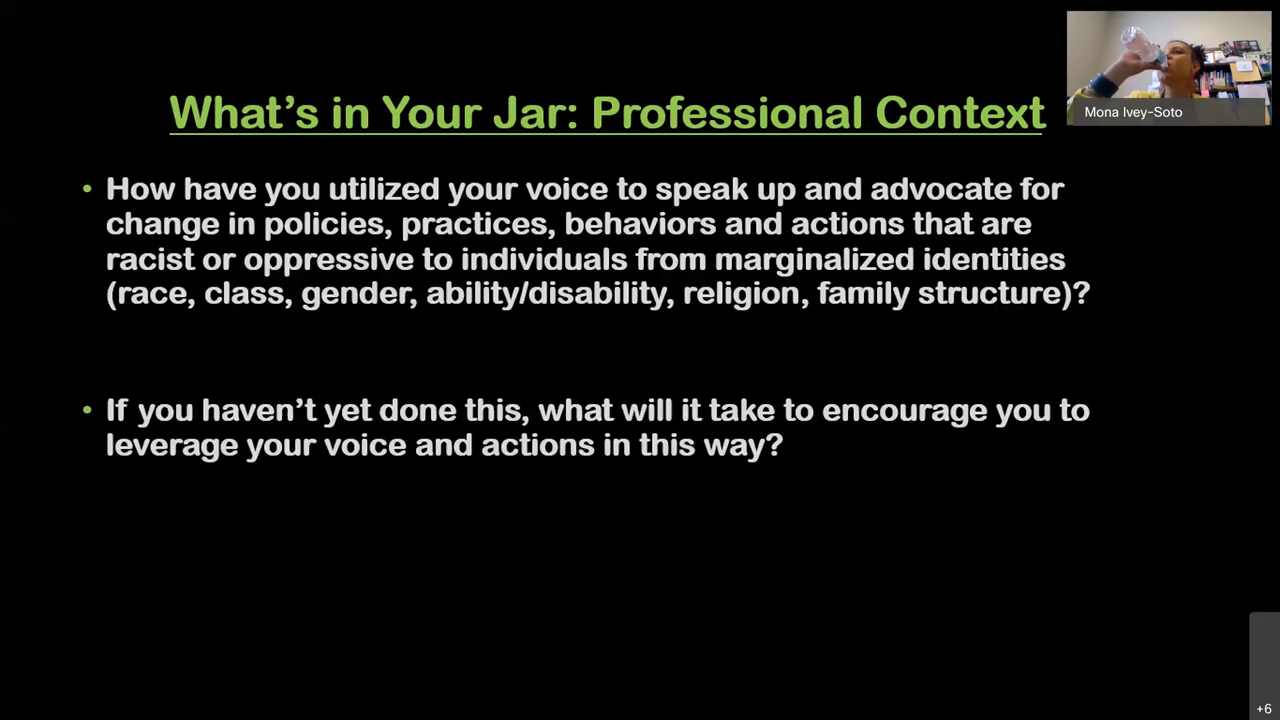 What’s in Your Jar: Professional Context
Mona Ivey-Soto
• How have you utilized your voice to speak up and advocate for
change in policies, practices, behaviors and actions that are
racist or oppressive to individuals from marginalized identities
(race, class, gender, ability/disability, religion, family structure)?
• If you haven’t yet done this, what will it take to encourage you to
leverage your voice and actions in this way?
+6